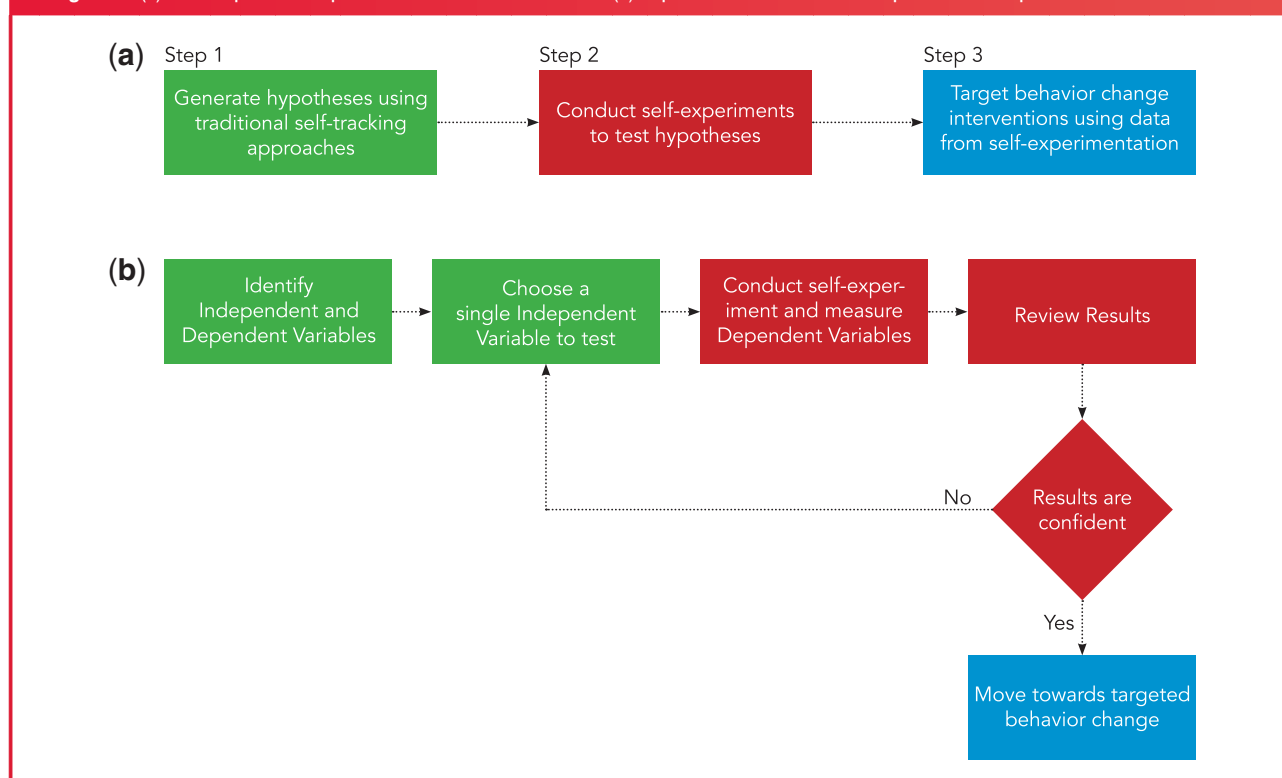 (a)
Step 1
Generate hypotheses using
traditional self-tracking
approaches
Step 2
Conduct self-experiments
to test hypotheses
Step 3
Target behavior change
interventions using data
from self-experimentation
(b)
Identify
Independent and
Dependent Variables
Choose a
single Independent
Variable to test
Conduct self-exper-
iment and measure
Dependent Variables
Review Results
Results are
confident
No
Yes
Move towards targeted
behavior change